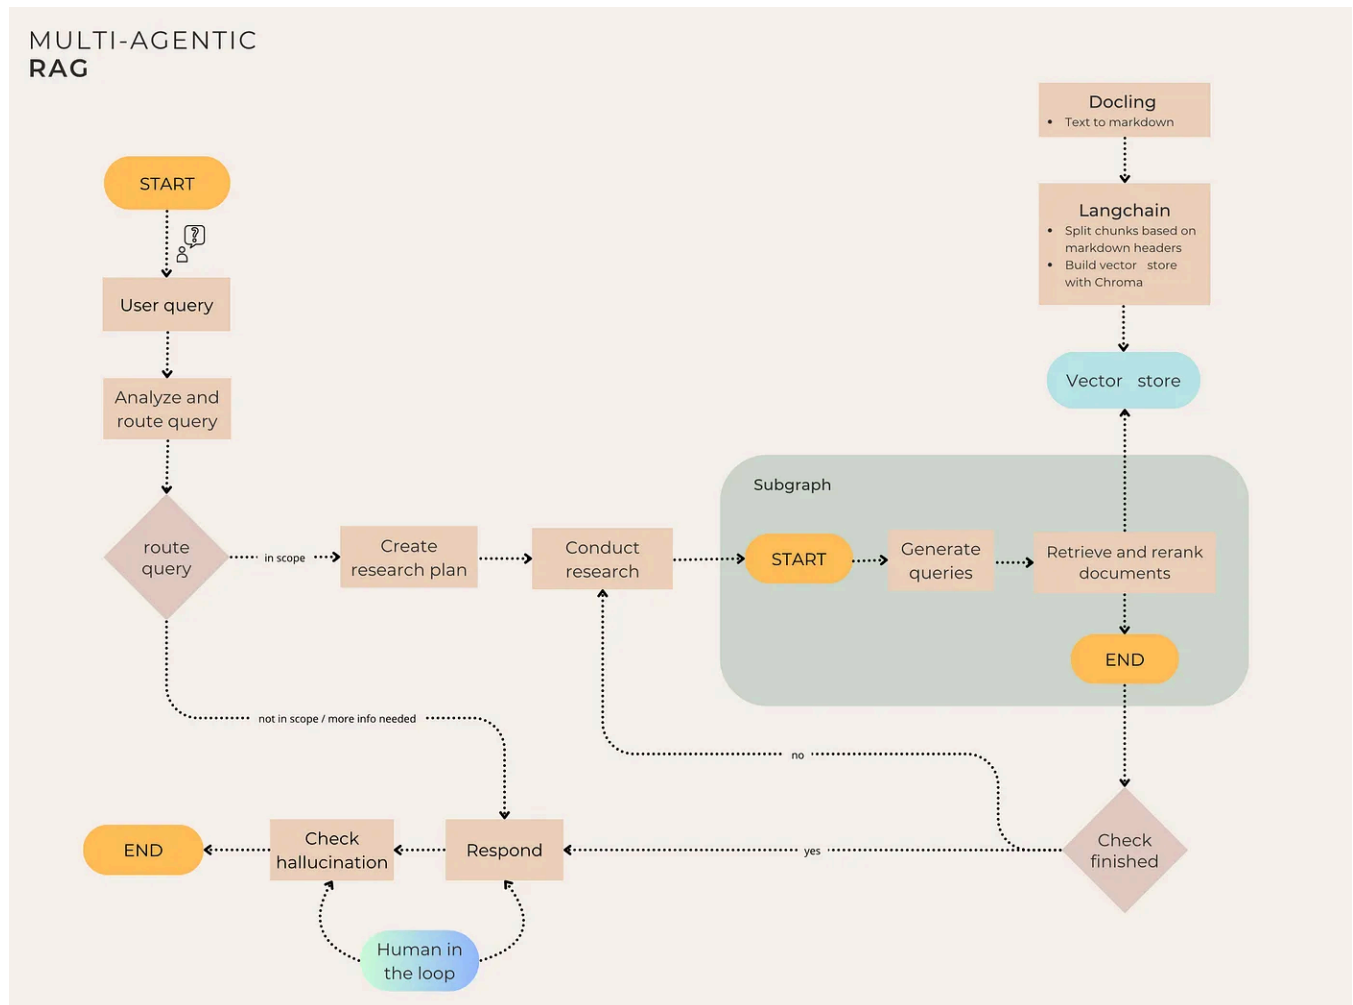 MULTI-AGENTIC
RAG
START
?
User query
Analyze and
route query
route
query
in scope
Create
research plan
Conduct
research
not in scope / more info needed
Docling
• Text to markdown
Langchain
• Split chunks based on
markdown headers
• Build vector store
with Chroma
Vector store
Subgraph
START
Generate
queries
Retrieve and rerank
documents
END
no
Check
finished
yes
Respond
Check
hallucination
END
Human in
the loop